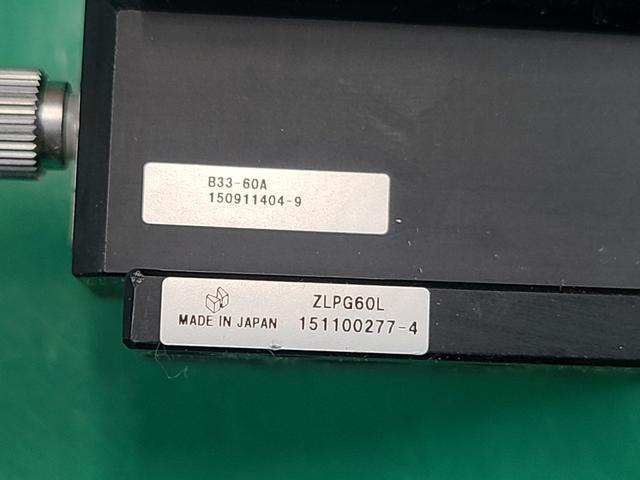 B33-60A
150911404-9
ZLPG60L
MADE IN JAPAN 151100277-4